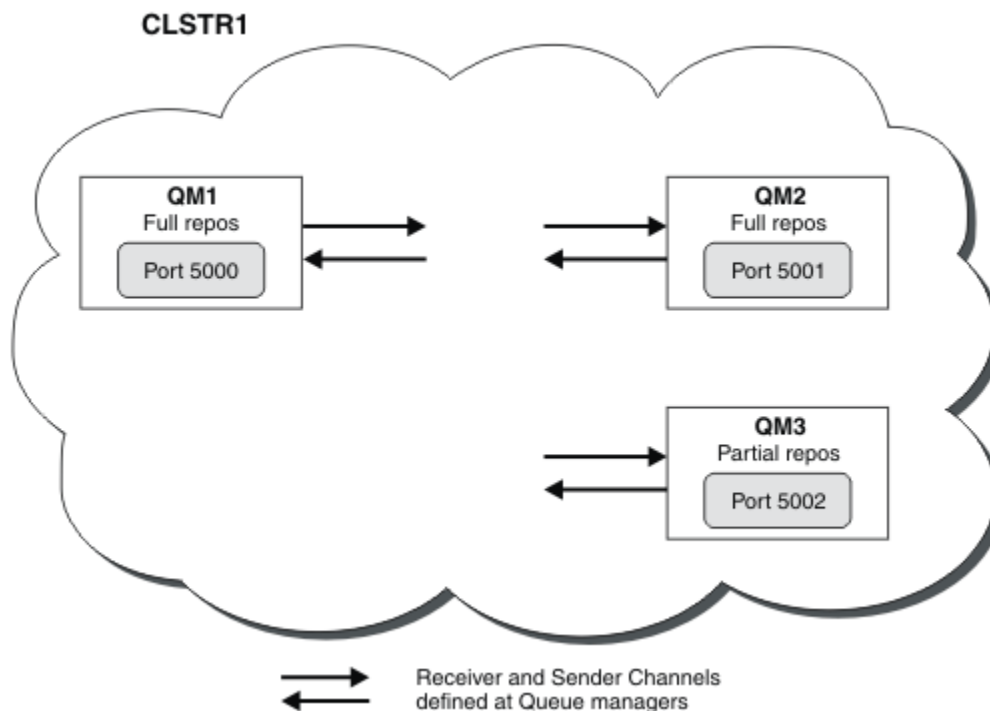 CLSTR1
QM1
Full repos
Port 5000
QM2
Full repos
Port 5001
QM3
Partial repos
Port 5002
Receiver and Sender Channels
defined at Queue managers